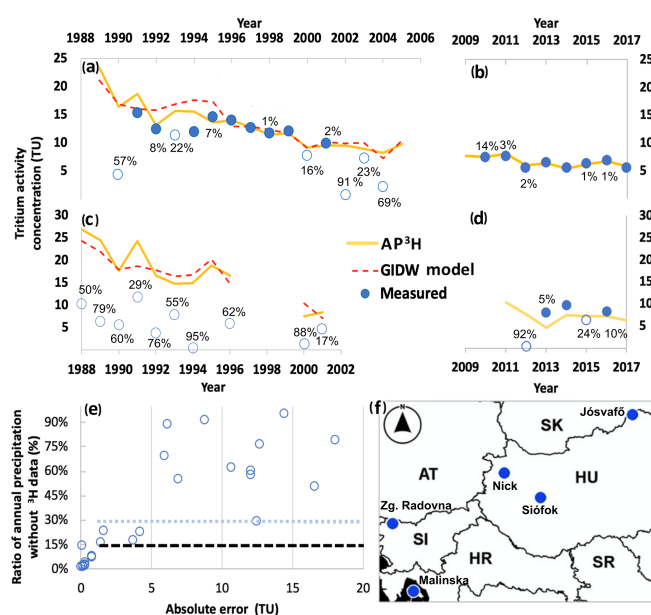 Year
Year
1988 1990 1992 1994 1996 1998 2000 2002 2004 2006
2009 2011 2013 2015 2017
Tritium activity
concentration (TU)
25
20
15
10
5
(a)
57%
8%
22%
7%
1%
16%
2%
91%
23%
69%
(b)
14%
3%
2%
1%
1%
25
20
15
10
5
30
25
20
15
10
5
(c)
50%
79%
60%
29%
76%
55%
95%
62%
88%
17%
AP³H
GIDW model
Measured
(d)
92%
5%
24%
10%
30
25
20
15
10
5
1988 1990 1992 1994 1996 1998 2000 2002
Year
2009 2011 2013 2015 2017
Year
(e)
Ratio of annual precipitation
without ³H data (%)
90%
75%
60%
45%
30%
15%
0%
0 5 10 15 20
Absolute error (TU)
(f)
N
SK
Jósvafő
AT
HU
Nick
Siófok
Zg. Radovna
SI
HR
SR
Malinska